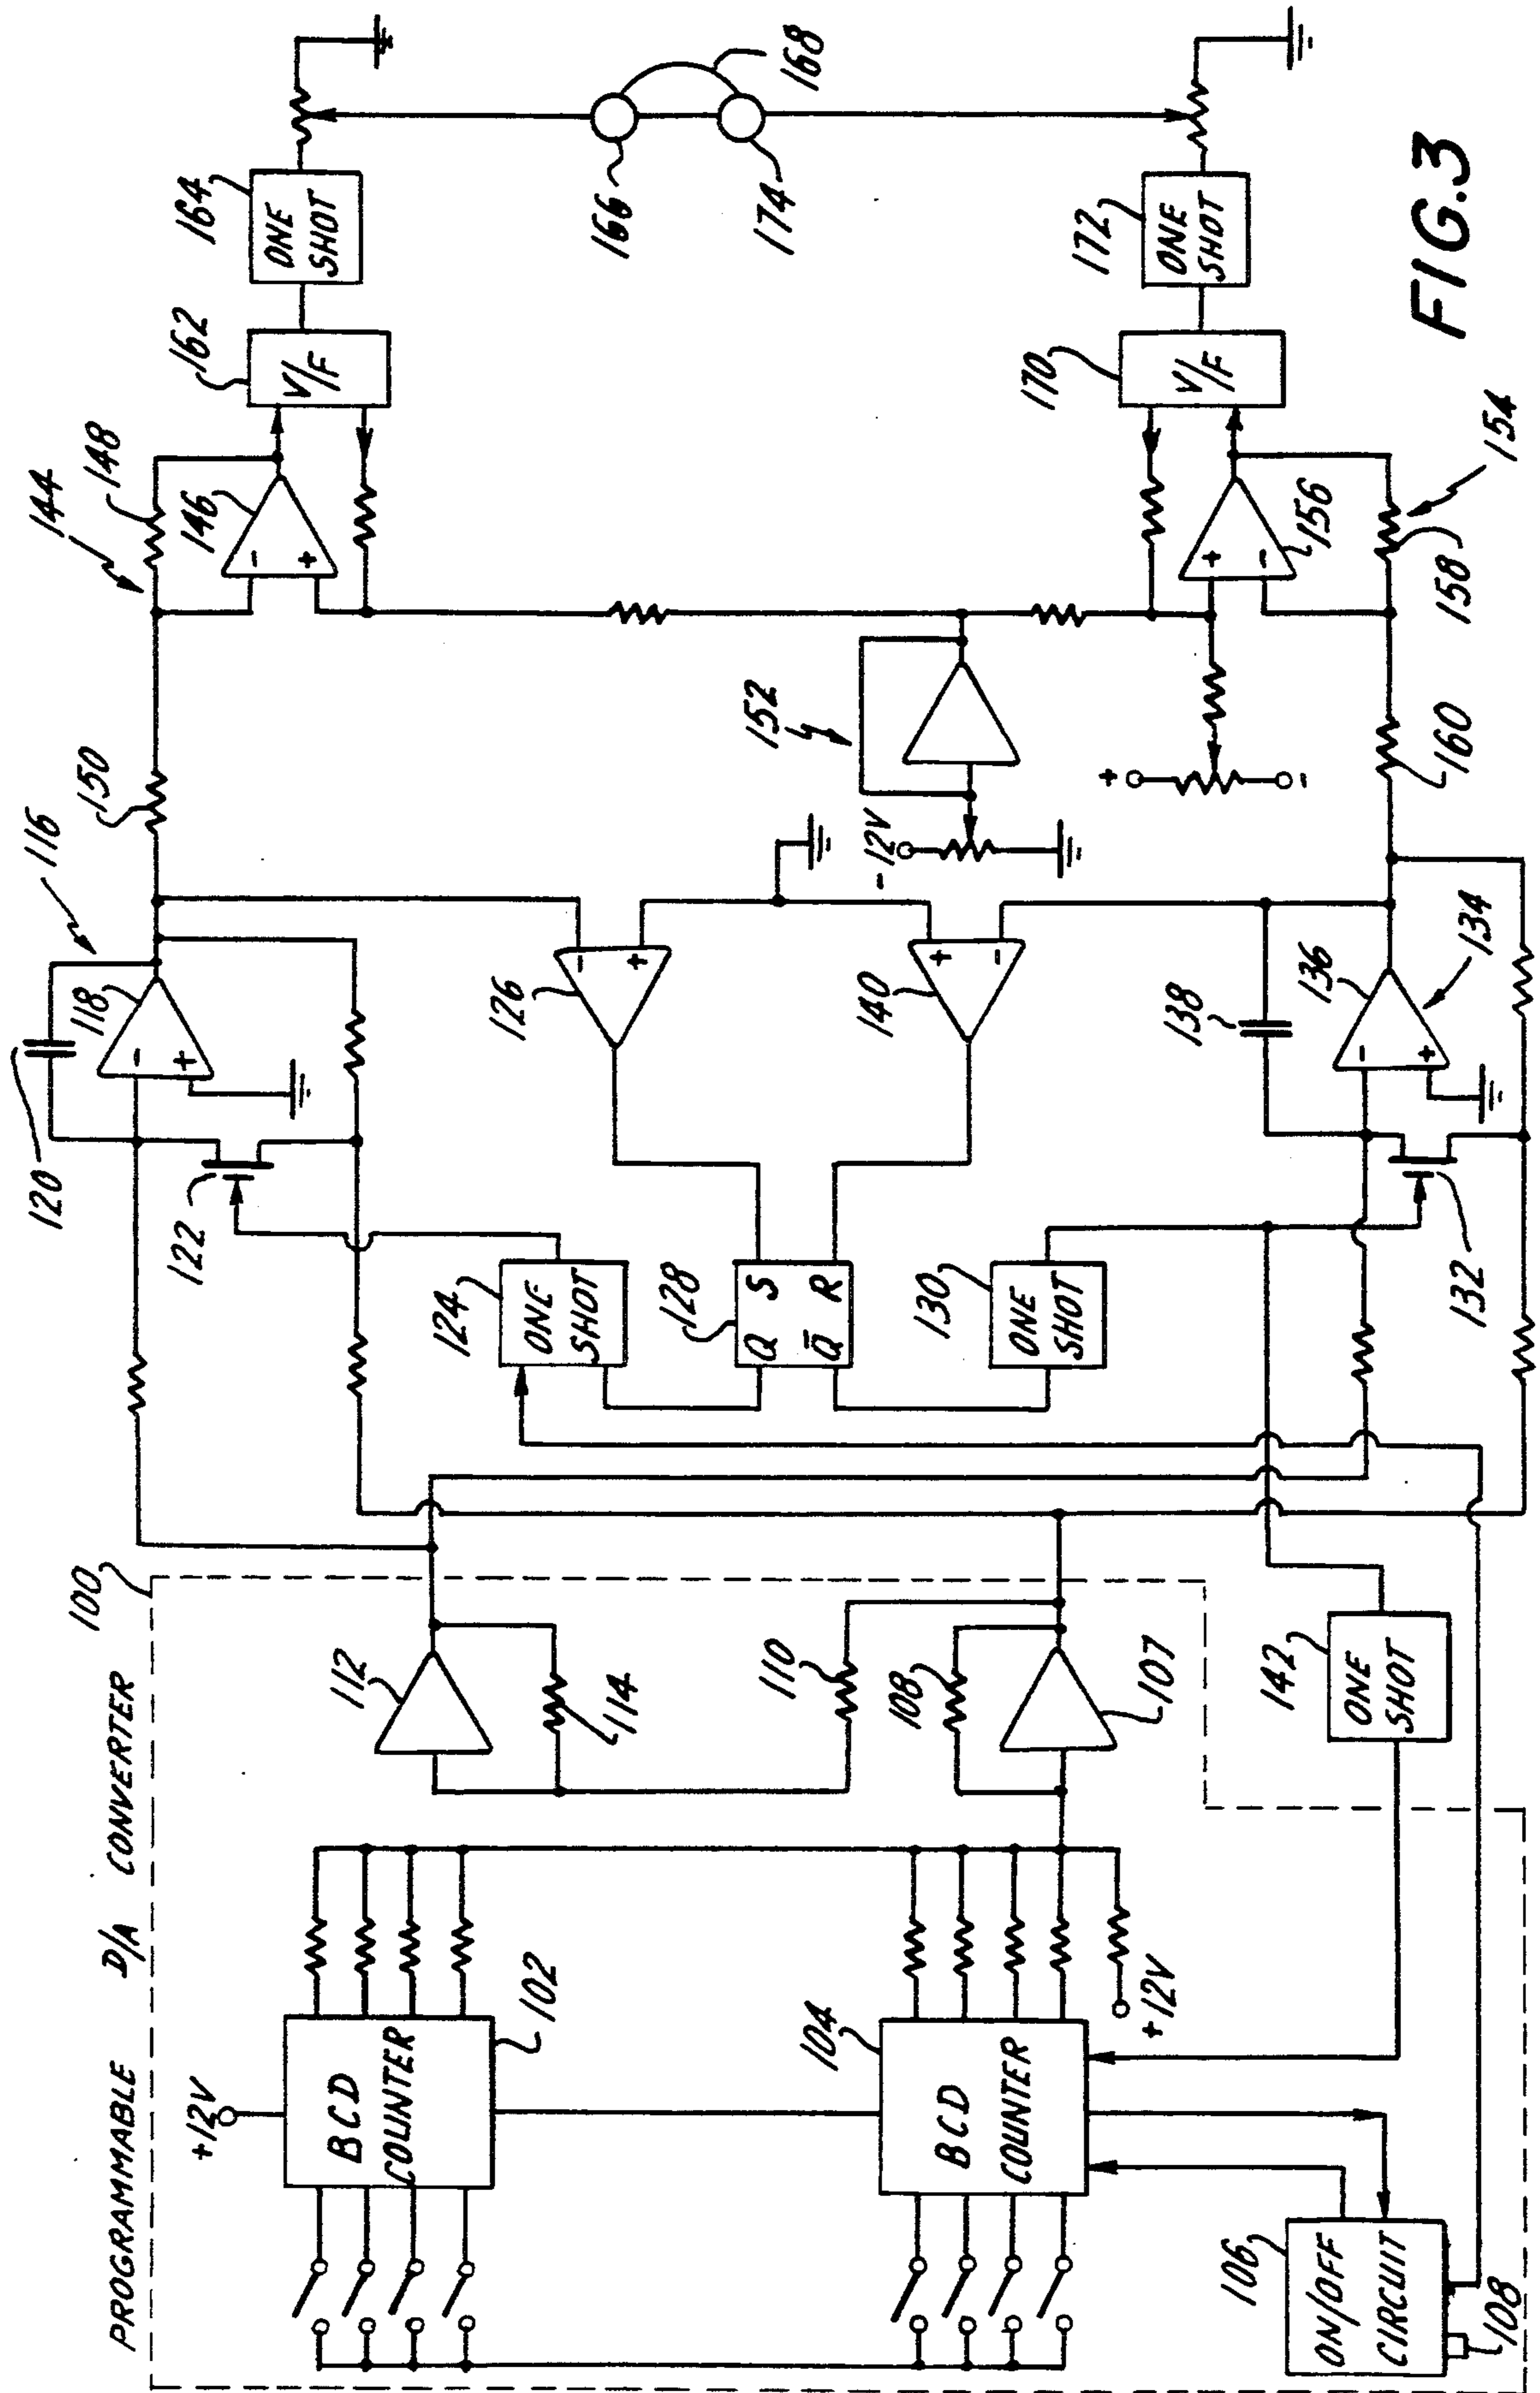 PROGRAMMABLE D/A CONVERTER
100
+12V
BCD
COUNTER
102
BCD
COUNTER
104
+12V
ON/OFF
CIRCUIT
106
108
112
114
110
108
107
ONE
SHOT
142
120
118
-
+
116
122
ONE
SHOT
124
Q S
Q̅ R
128
ONE
SHOT
130
132
126
-
+
140
+
-
138
136
-
+
134
150
144
148
146
-
+
152
-12V
+
-
156
+
-
154
158
160
V/F
162
ONE
SHOT
164
166
168
174
V/F
170
ONE
SHOT
172
FIG.3